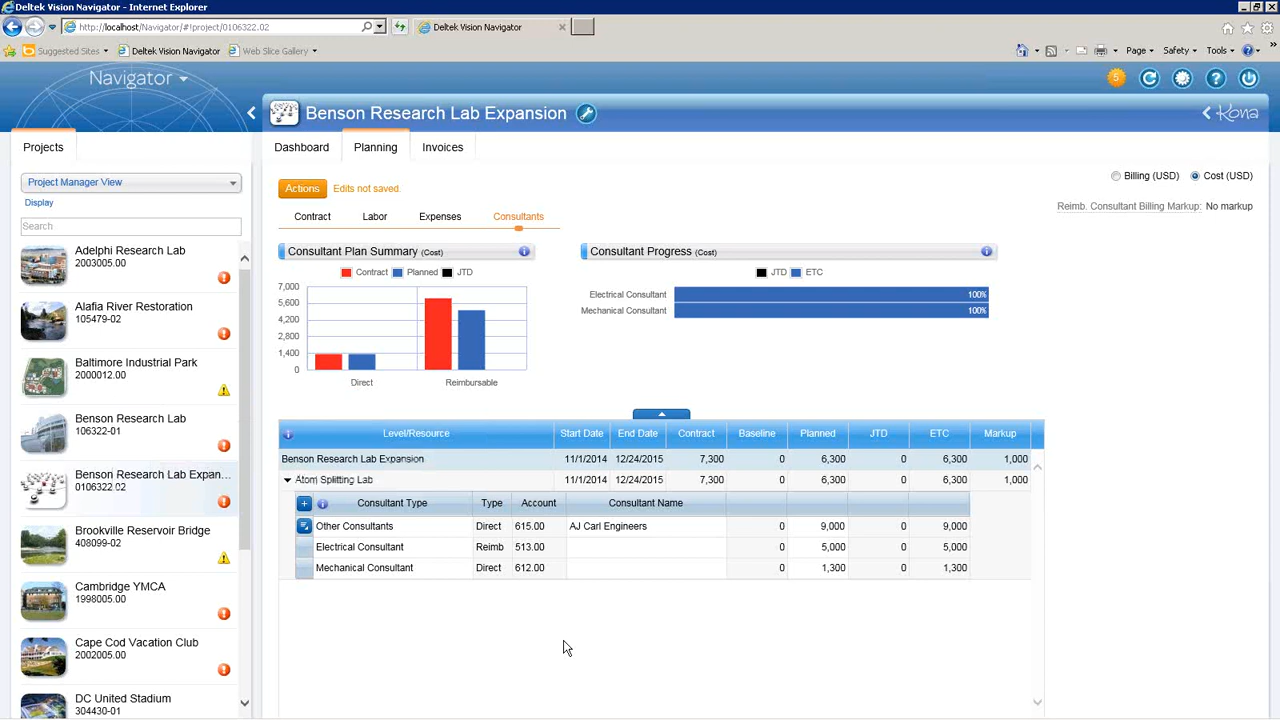 Deltek Vision Navigator - Internet Explorer
http://localhost/Navigator/#!project/0106322.02
Deltek Vision Navigator
Suggested Sites
Deltek Vision Navigator
Web Slice Gallery
Page
Safety
Tools
Navigator
5
Benson Research Lab Expansion
Kona
Projects
Dashboard
Planning
Invoices
Project Manager View
Display
Search
Adelphi Research Lab
2003005.00
Alafia River Restoration
105479-02
Baltimore Industrial Park
2000012.00
Benson Research Lab
106322-01
Benson Research Lab Expan...
0106322.02
Brookville Reservoir Bridge
408099-02
Cambridge YMCA
1998005.00
Cape Cod Vacation Club
2002005.00
DC United Stadium
304430-01
Actions
Edits not saved.
Billing (USD)
Cost (USD)
Reimb. Consultant Billing Markup: No markup
Contract
Labor
Expenses
Consultants
Consultant Plan Summary (Cost)
Contract
Planned
JTD
7,000
5,600
4,200
2,800
1,400
0
Direct
Reimbursable
Consultant Progress (Cost)
JTD
ETC
Electrical Consultant 100%
Mechanical Consultant 100%
Level/Resource Start Date End Date Contract Baseline Planned JTD ETC Markup
Benson Research Lab Expansion 11/1/2014 12/24/2015 7,300 0 6,300 0 6,300 1,000
Atom Splitting Lab 11/1/2014 12/24/2015 7,300 0 6,300 0 6,300 1,000
Consultant Type Type Account Consultant Name
Other Consultants Direct 615.00 AJ Carl Engineers 0 9,000 0 9,000
Electrical Consultant Reimb 513.00 0 5,000 0 5,000
Mechanical Consultant Direct 612.00 0 1,300 0 1,300